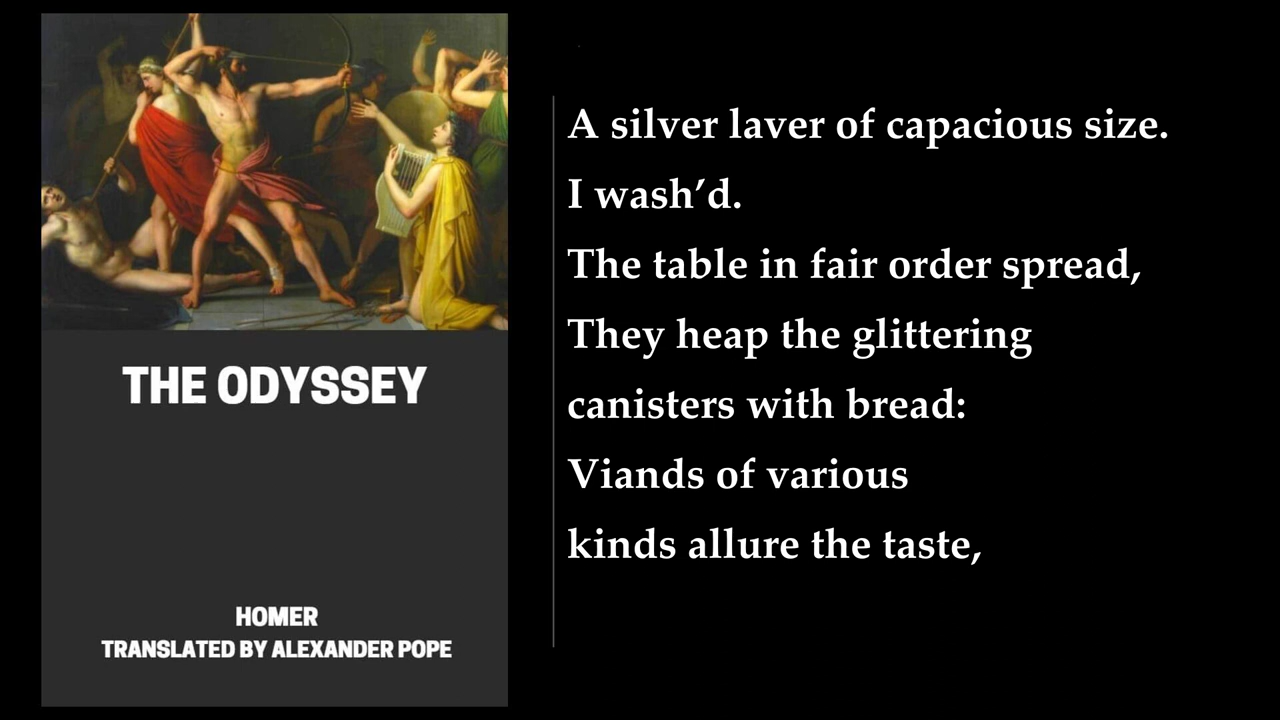 THE ODYSSEY
HOMER
TRANSLATED BY ALEXANDER POPE
A silver laver of capacious size.
I wash’d.
The table in fair order spread,
They heap the glittering
canisters with bread:
Viands of various
kinds allure the taste,